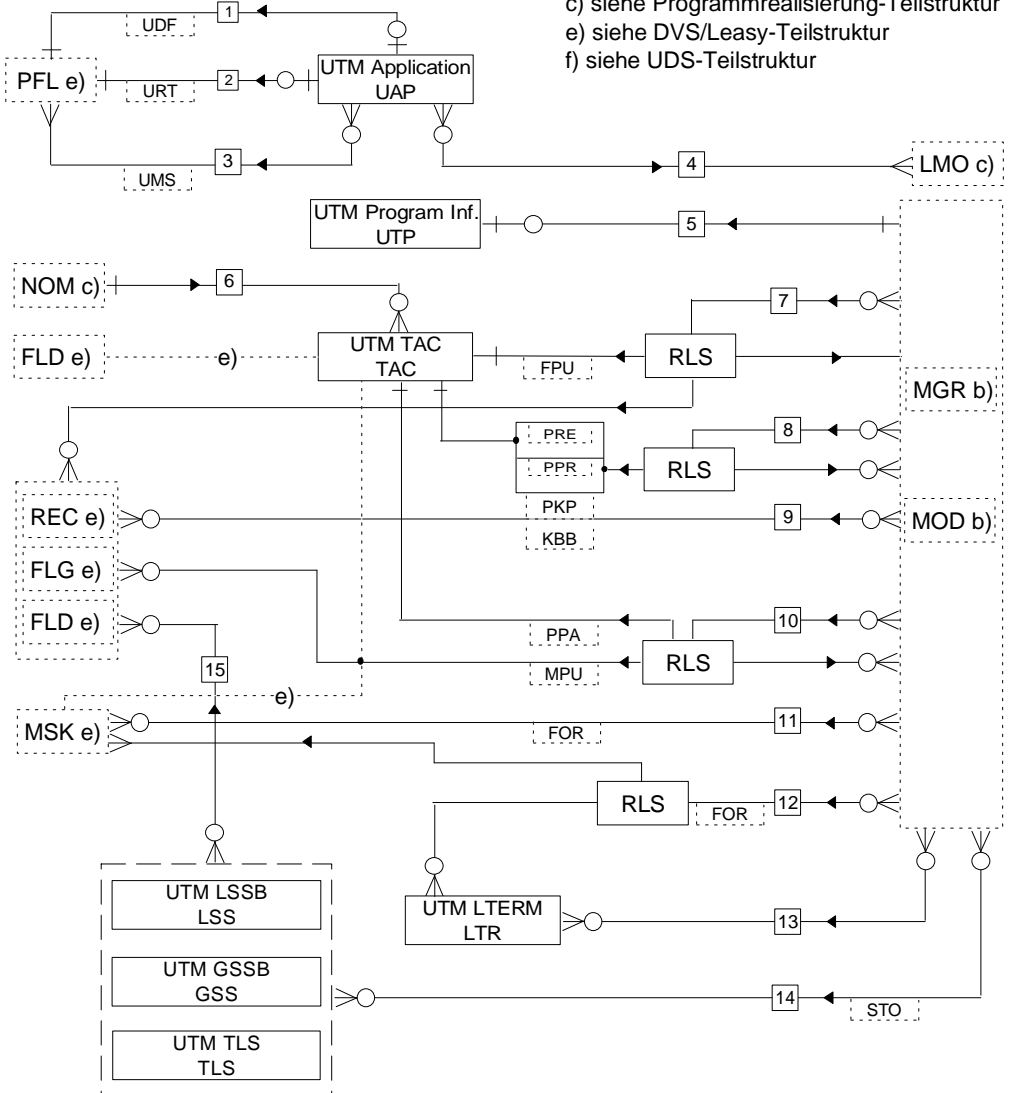 c) siehe Programmrealisierung-Teilstruktur
e) siehe DVS/Leasy-Teilstruktur
f) siehe UDS-Teilstruktur
1
UDF
PFL e)
2
URT
UTM Application
UAP
3
UMS
4
LMO c)
UTM Program Inf.
UTP
5
NOM c)
6
7
FLD e)
e)
UTM TAC
TAC
FPU
RLS
MGR b)
8
PRE
PPR
RLS
PKP
KBB
REC e)
9
MOD b)
FLG e)
FLD e)
10
PPA
MPU
RLS
15
e)
MSK e)
11
FOR
RLS
12
FOR
UTM LSSB
LSS
UTM LTERM
LTR
13
UTM GSSB
GSS
14
STO
UTM TLS
TLS